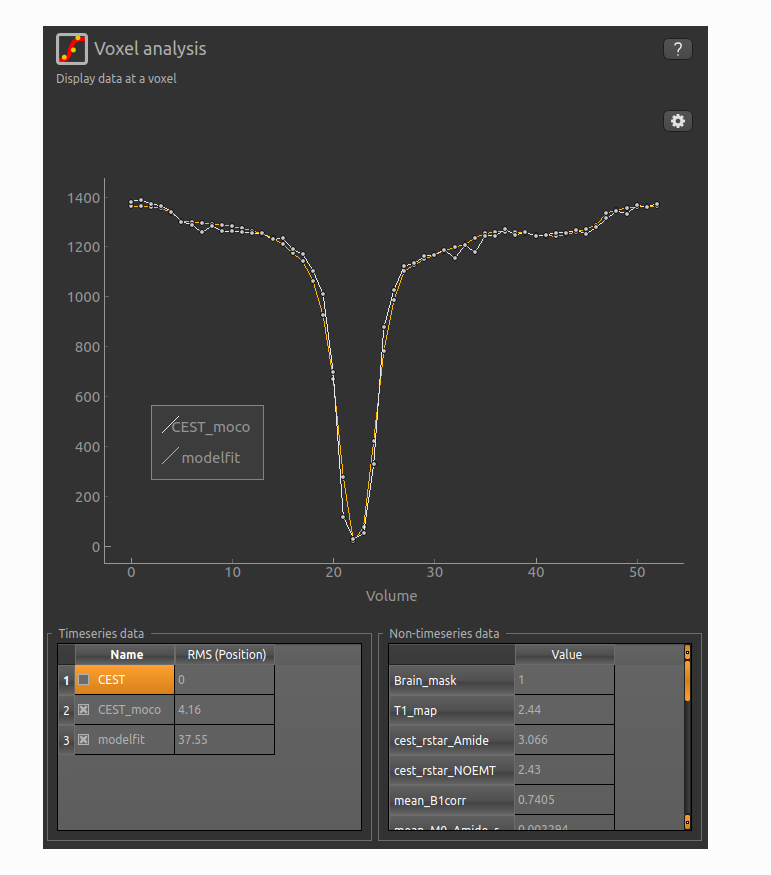 Voxel analysis
?
Display data at a voxel
1400
1200
1000
800
600
400
200
0
CEST_moco
modelfit
0 10 20 30 40 50
Volume
Timeseries data
Name RMS (Position)
1 CEST 0
2 CEST_moco 4.16
3 modelfit 37.55
Non-timeseries data
Value
Brain_mask 1
T1_map 2.44
cest_rstar_Amide 3.066
cest_rstar_NOEMT 2.43
mean_B1corr 0.7405
mean_M0_Amide_r 0.002294